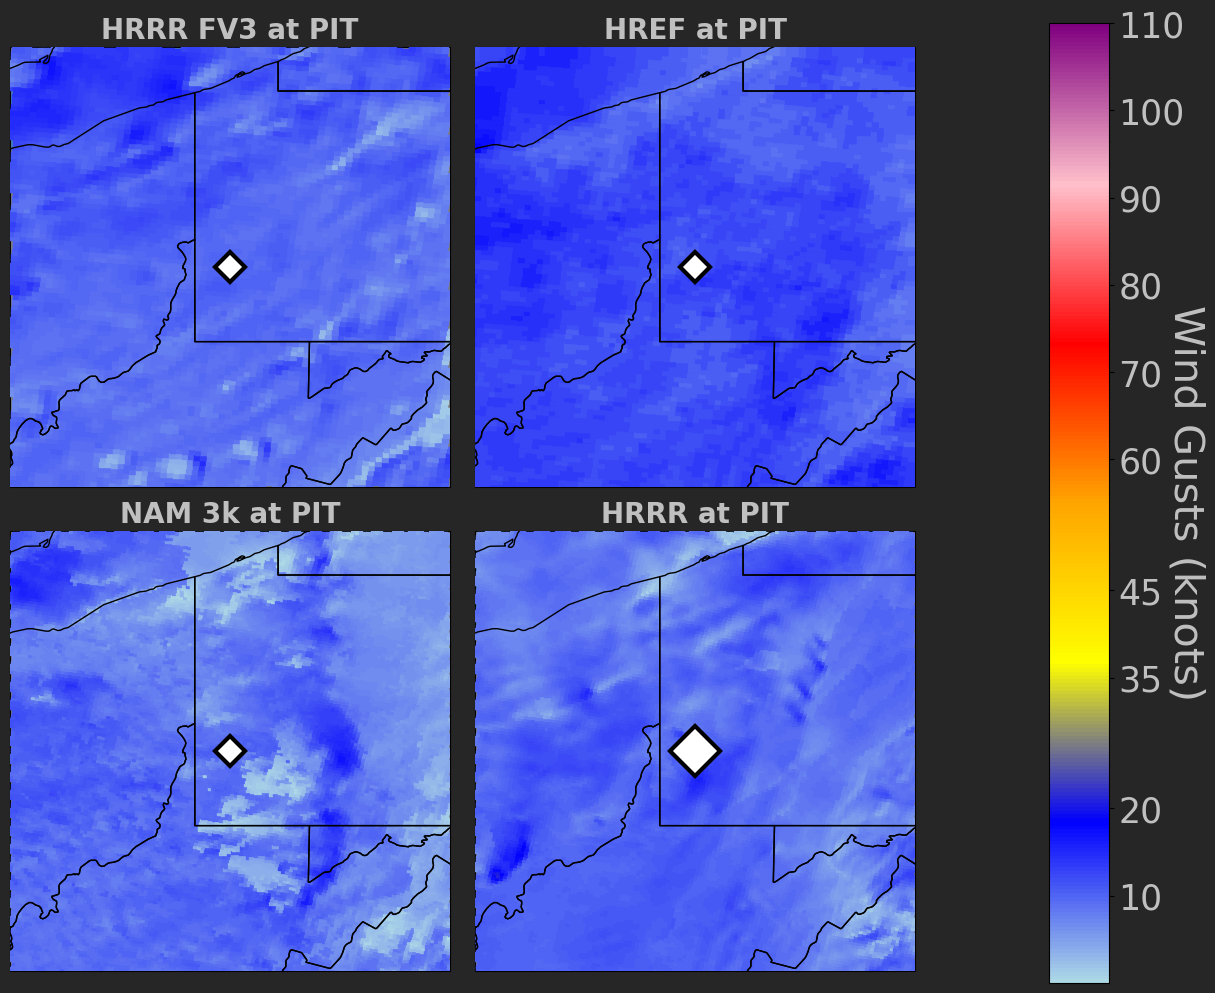 HRRR FV3 at PIT
HREF at PIT
NAM 3k at PIT
HRRR at PIT
110
100
90
80
70
60
45
35
20
10
Wind Gusts (knots)